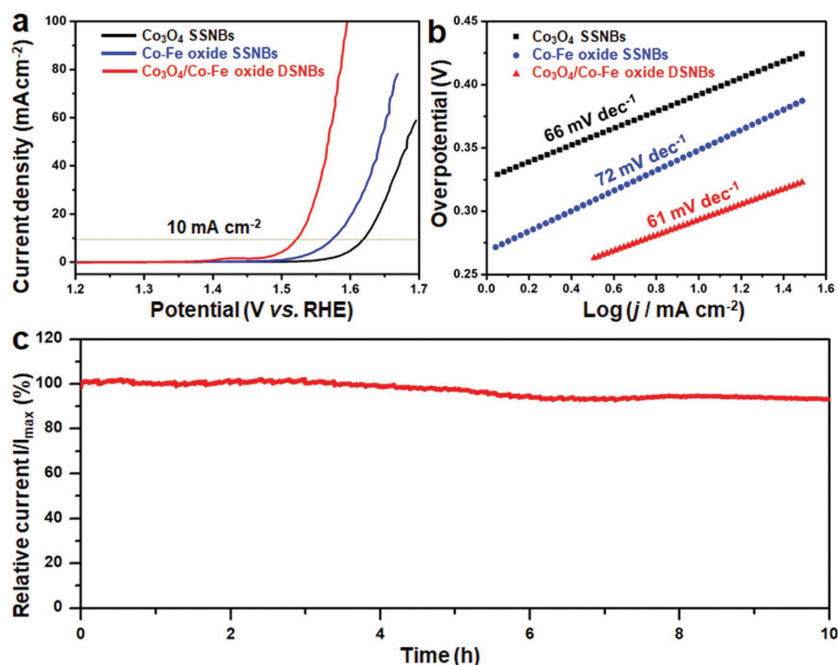 a
Co₃O₄ SSNBs
Co-Fe oxide SSNBs
Co₃O₄/Co-Fe oxide DSNBs
10 mA cm⁻²
Current density (mA cm⁻²)
100
80
60
40
20
10
0
1.2 1.3 1.4 1.5 1.6 1.7
Potential (V vs. RHE)
b
Co₃O₄ SSNBs
Co-Fe oxide SSNBs
Co₃O₄/Co-Fe oxide DSNBs
66 mV dec⁻¹
72 mV dec⁻¹
61 mV dec⁻¹
Overpotential (V)
0.45
0.40
0.35
0.30
0.25
0.0 0.2 0.4 0.6 0.8 1.0 1.2 1.4 1.6
Log (j / mA cm⁻²)
c
Relative current I/Iₘₐₓ (%)
120
100
80
60
40
20
0
0 2 4 6 8 10
Time (h)